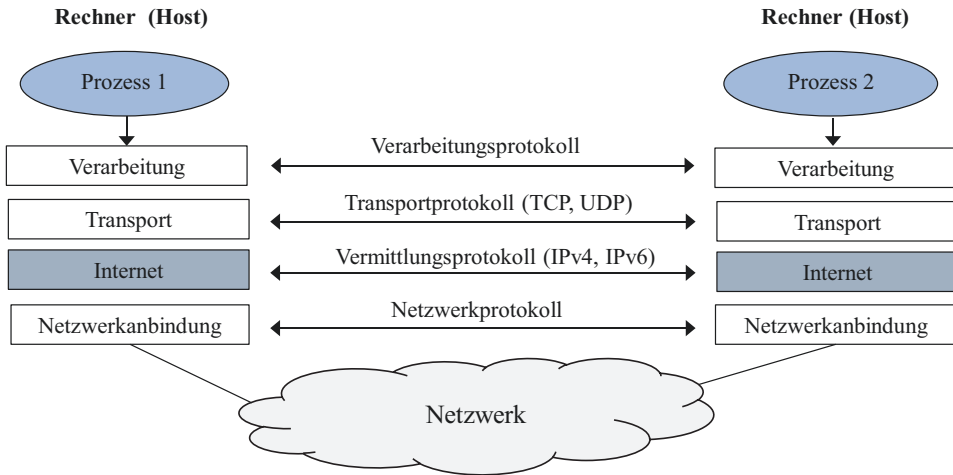 Rechner (Host)
Rechner (Host)
Prozess 1
Prozess 2
Verarbeitung
Verarbeitungsprotokoll
Verarbeitung
Transport
Transportprotokoll (TCP, UDP)
Transport
Internet
Vermittlungsprotokoll (IPv4, IPv6)
Internet
Netzwerkanbindung
Netzwerkprotokoll
Netzwerkanbindung
Netzwerk